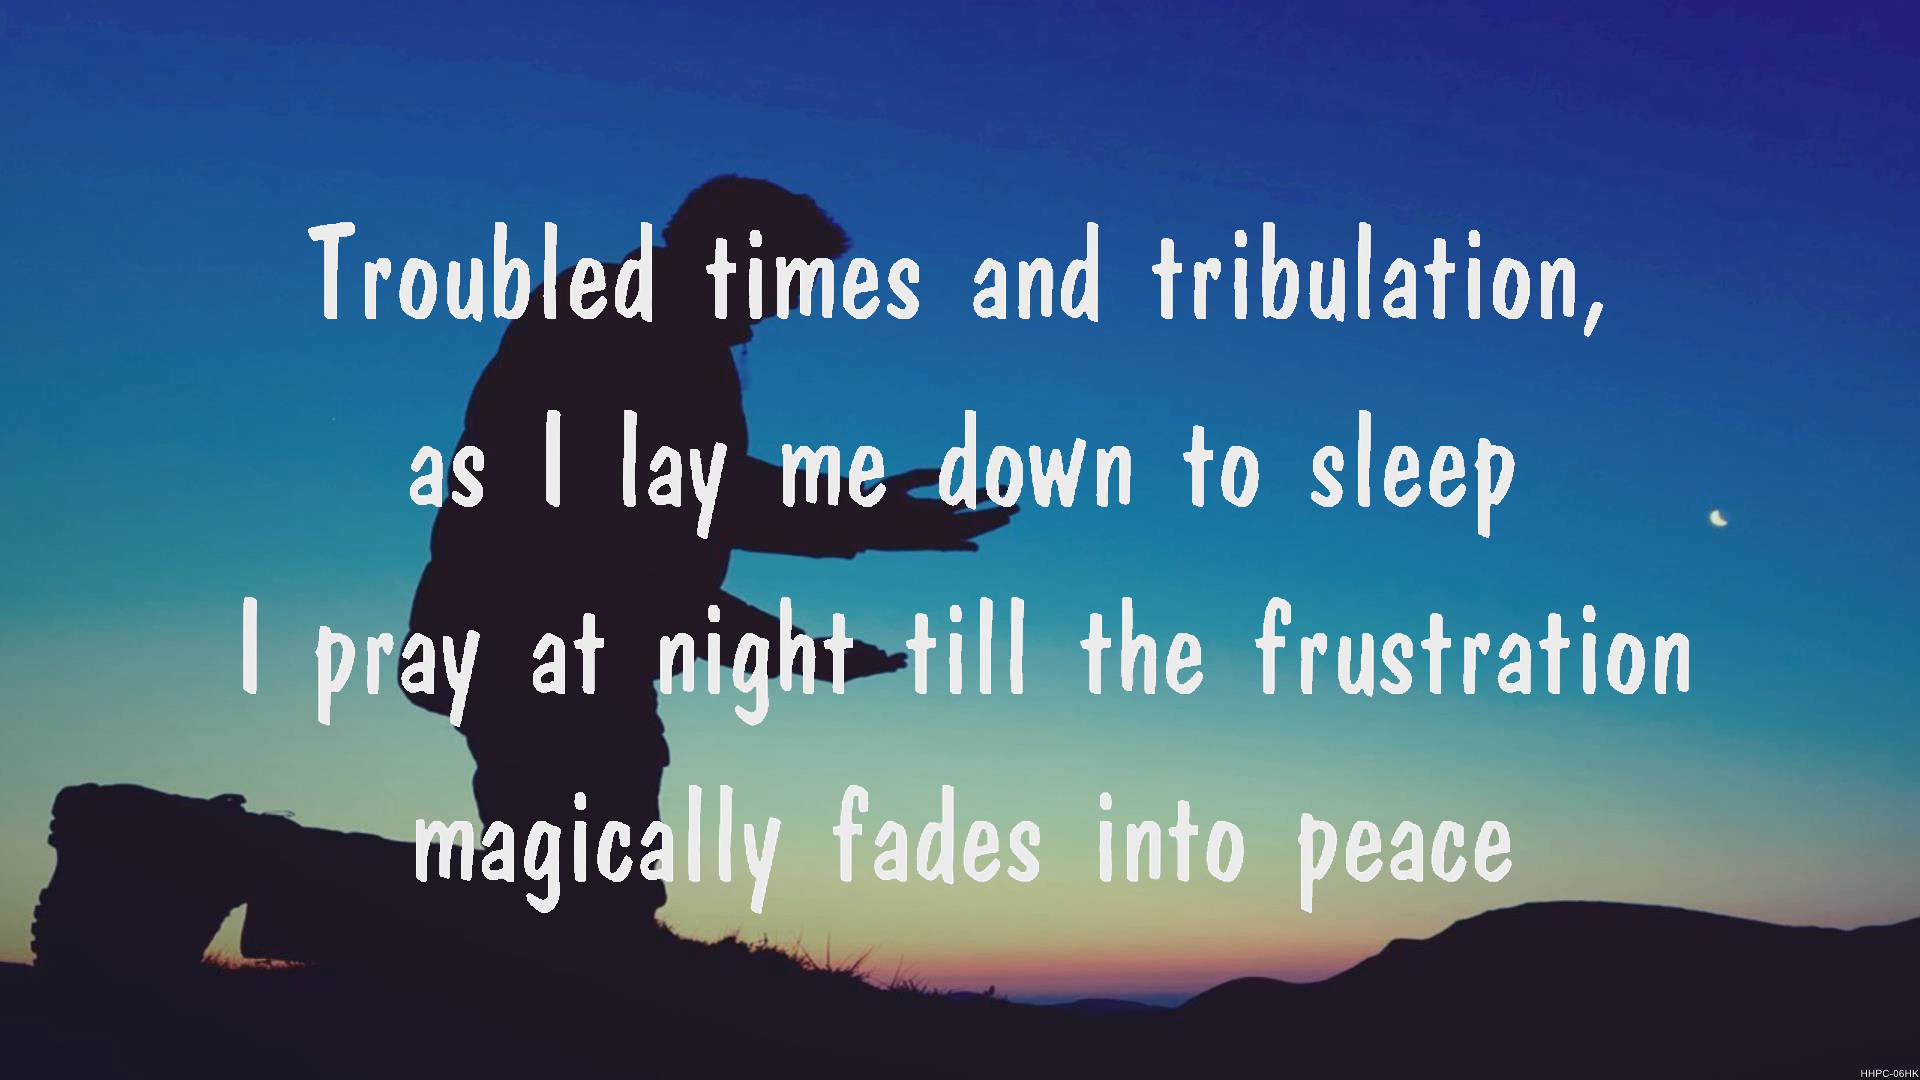 Troubled times and tribulation,
as I lay me down to sleep
I pray at night till the frustration
magically fades into peace
HHPC-06HK